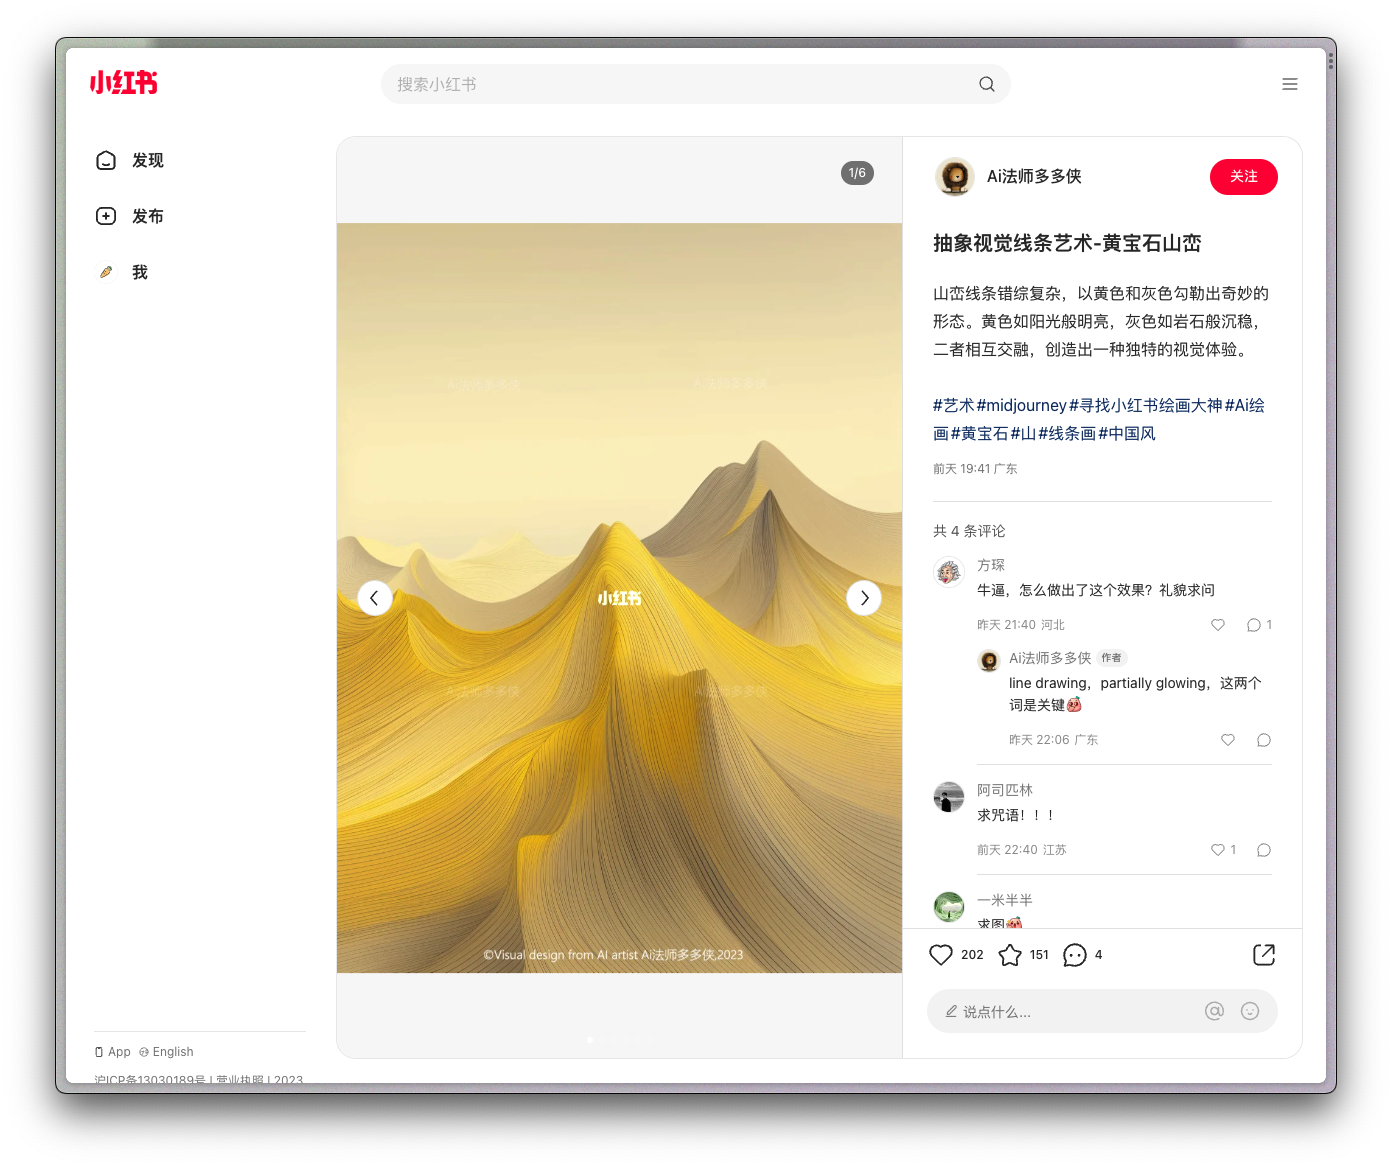 小红书
搜索小红书
发现
发布
我
1/6
Ai法师多多侠
Ai法师多多侠
小红书
Ai法师多多侠
Ai法师多多侠
©Visual design from AI artist Ai法师多多侠,2023
Ai法师多多侠
关注
抽象视觉线条艺术-黄宝石山峦
山峦线条错综复杂，以黄色和灰色勾勒出奇妙的
形态。黄色如阳光般明亮，灰色如岩石般沉稳，
二者相互交融，创造出一种独特的视觉体验。
#艺术#midjourney#寻找小红书绘画大神#Ai绘
画#黄宝石#山#线条画#中国风
前天 19:41 广东
共 4 条评论
方琛
牛逼，怎么做出了这个效果？礼貌求问
昨天 21:40 河北
1
Ai法师多多侠 作者
line drawing，partially glowing，这两个
词是关键
昨天 22:06 广东
阿司匹林
求咒语！！！
前天 22:40 江苏
1
一米半半
求图
202 151 4
说点什么...
App English
沪ICP备13030189号 | 营业执照 | 2023